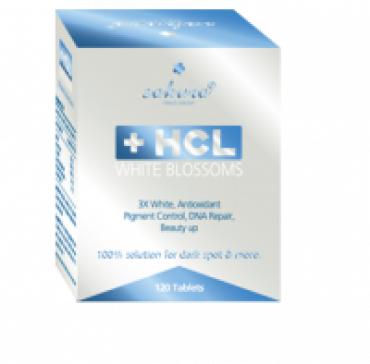 sakura®
+ HCL
WHITE BLOSSOMS
3X White, Antioxidant
Pigment Control, DNA Repair,
Beauty up
100% solution for dark spot & more.
120 Tablets